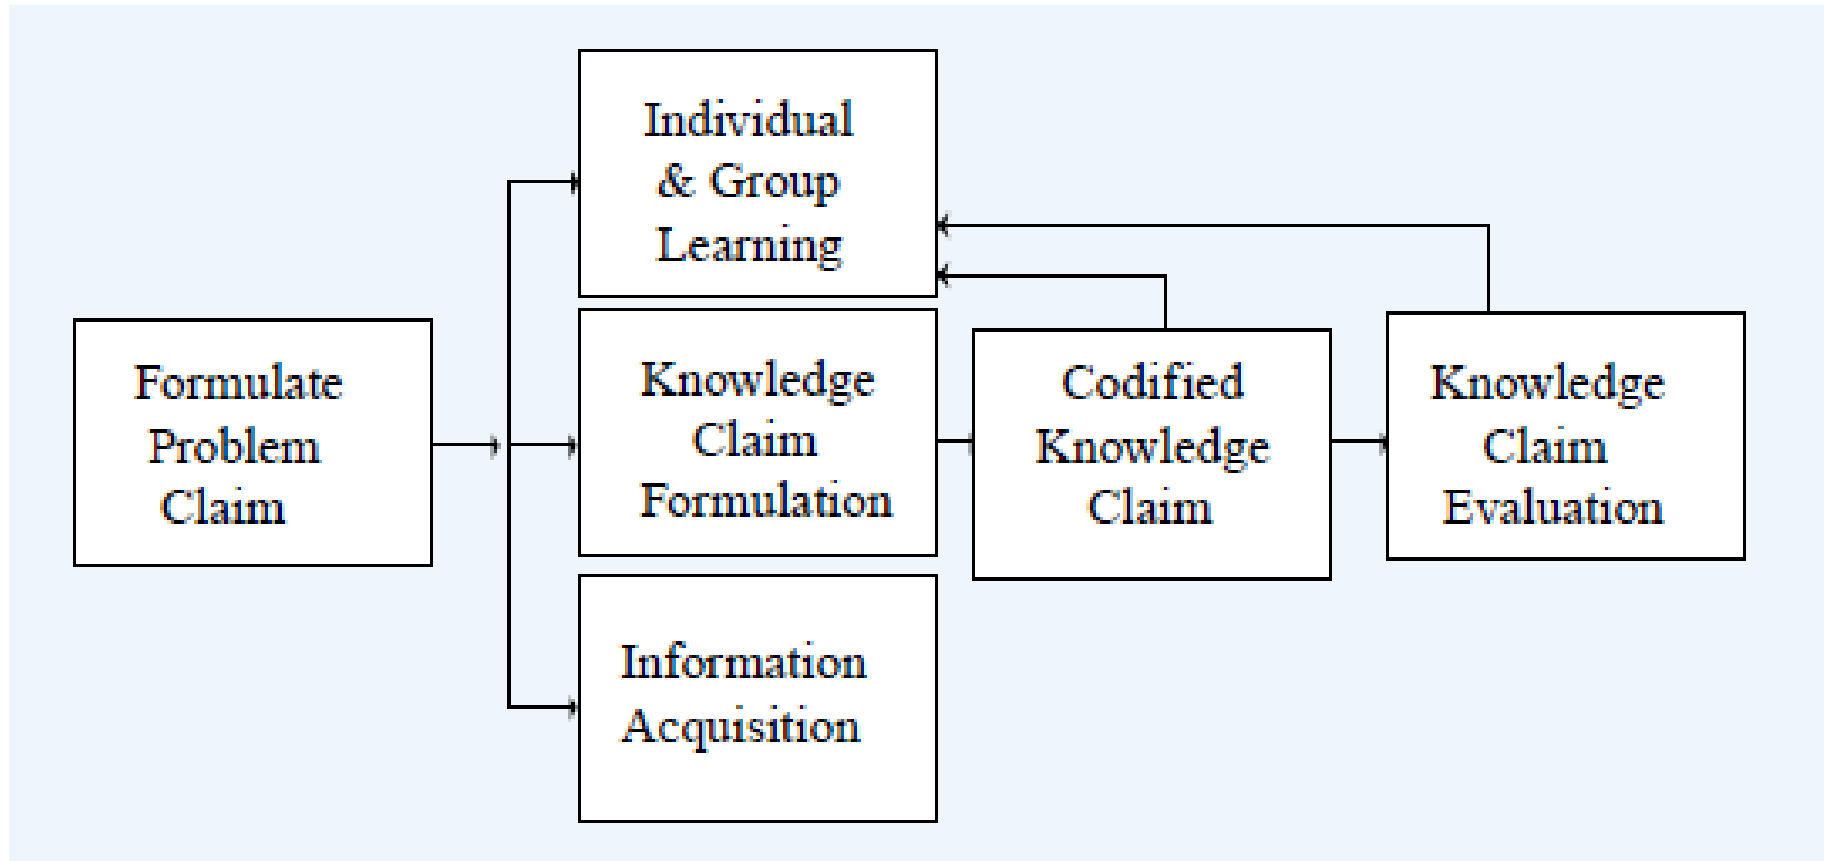 Individual
& Group
Learning
Formulate
Problem
Claim
Knowledge
Claim
Formulation
Codified
Knowledge
Claim
Knowledge
Claim
Evaluation
Information
Acquisition